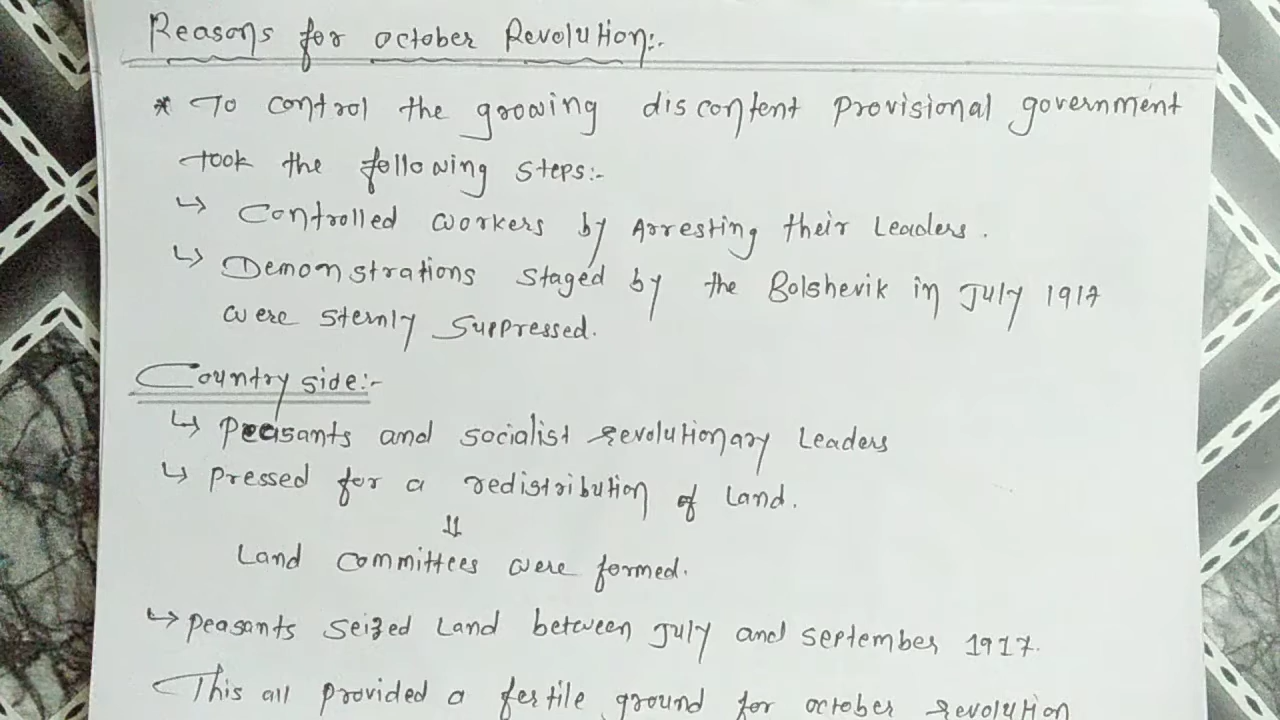 Reasons for october Revolution:-
* To control the growing discontent provisional government
took the following steps:-
↳ Controlled workers by Arresting their Leaders.
↳ Demonstrations staged by the Bolshevik in July 1917
were sternly suppressed.
Country side:-
↳ peasants and socialist revolutionary Leaders
↳ pressed for a redistribution of Land.
⇓
Land committees were formed.
↳ peasants seized Land between July and september 1917.
This all provided a fertile ground for october revolution